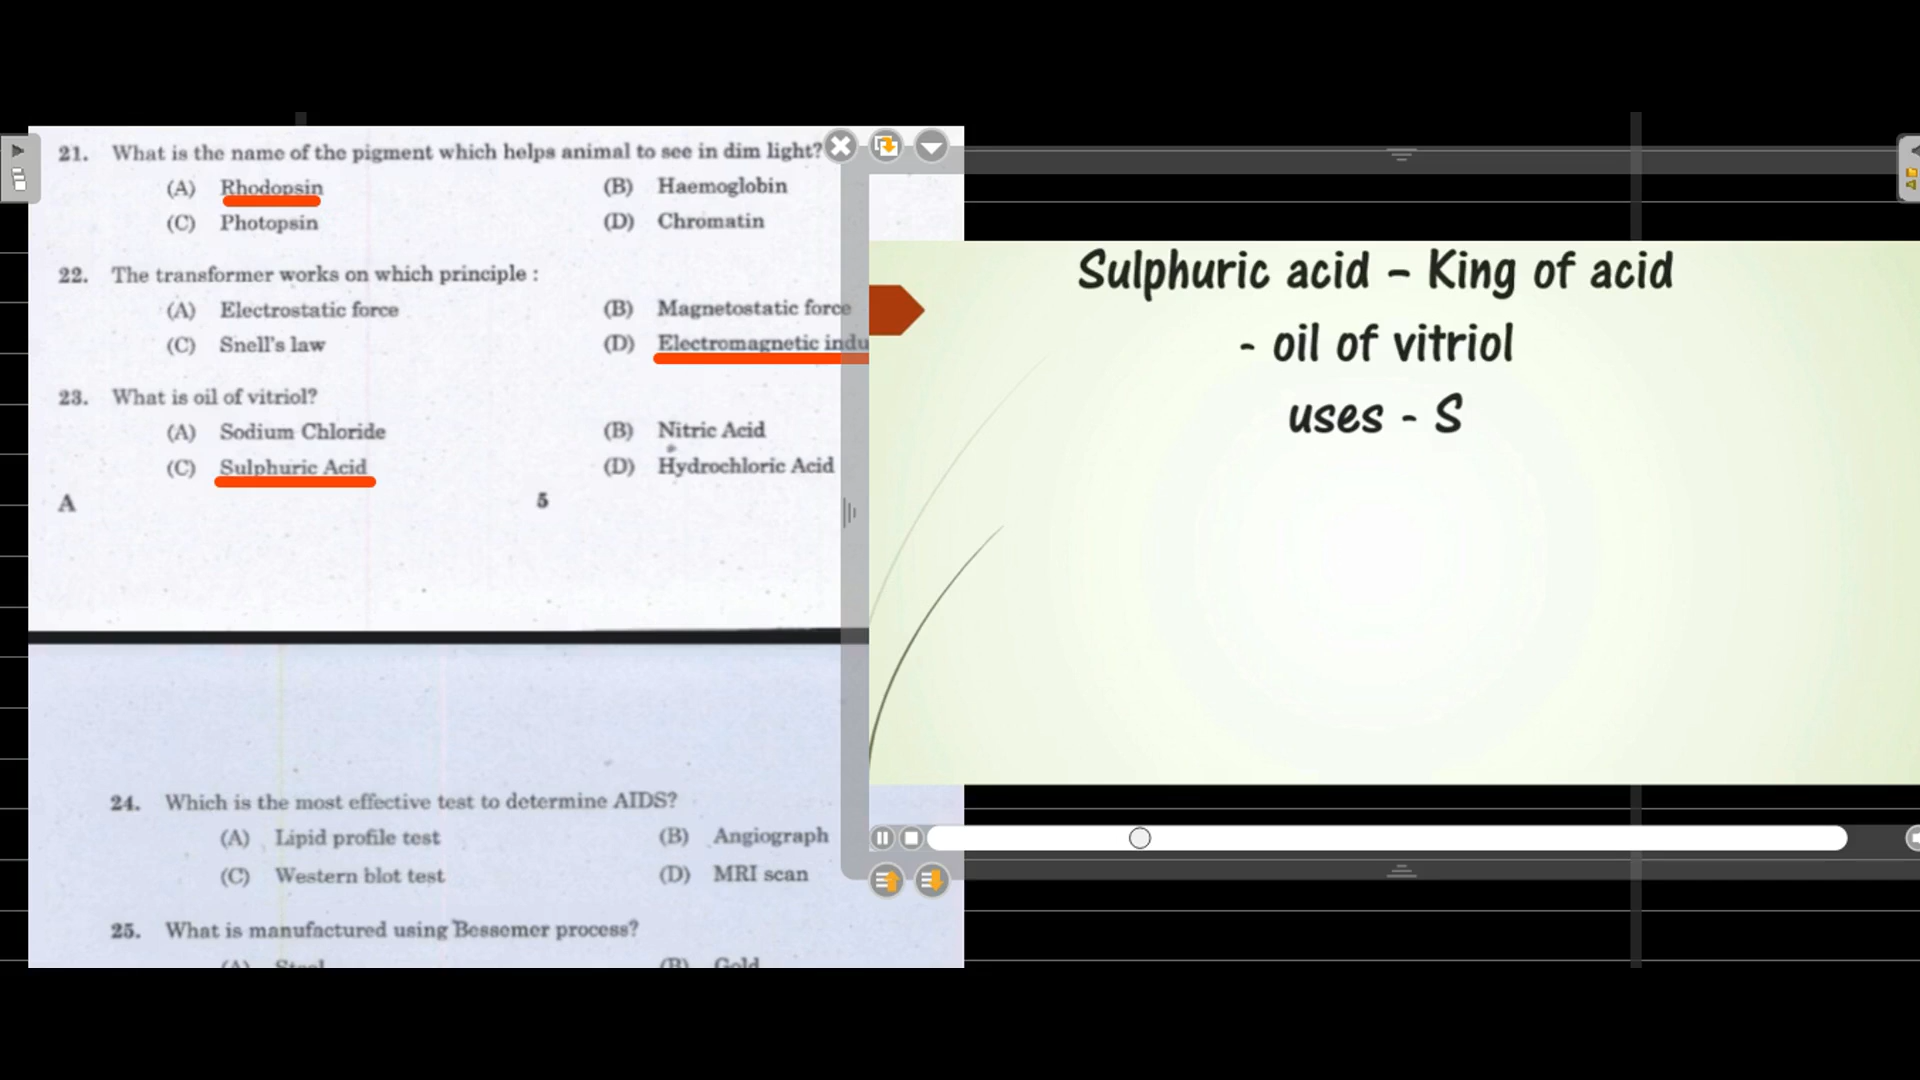 21. What is the name of the pigment which helps animal to see in dim light?
(A) Rhodopsin (B) Haemoglobin
(C) Photopsin (D) Chromatin
22. The transformer works on which principle :
(A) Electrostatic force (B) Magnetostatic force
(C) Snell's law (D) Electromagnetic indu
23. What is oil of vitriol?
(A) Sodium Chloride (B) Nitric Acid
(C) Sulphuric Acid (D) Hydrochloric Acid
A 5
24. Which is the most effective test to determine AIDS?
(A) Lipid profile test (B) Angiograph
(C) Western blot test (D) MRI scan
25. What is manufactured using Bessemer process?
(A) Steel (B) Gold
Sulphuric acid – King of acid
- oil of vitriol
uses - S